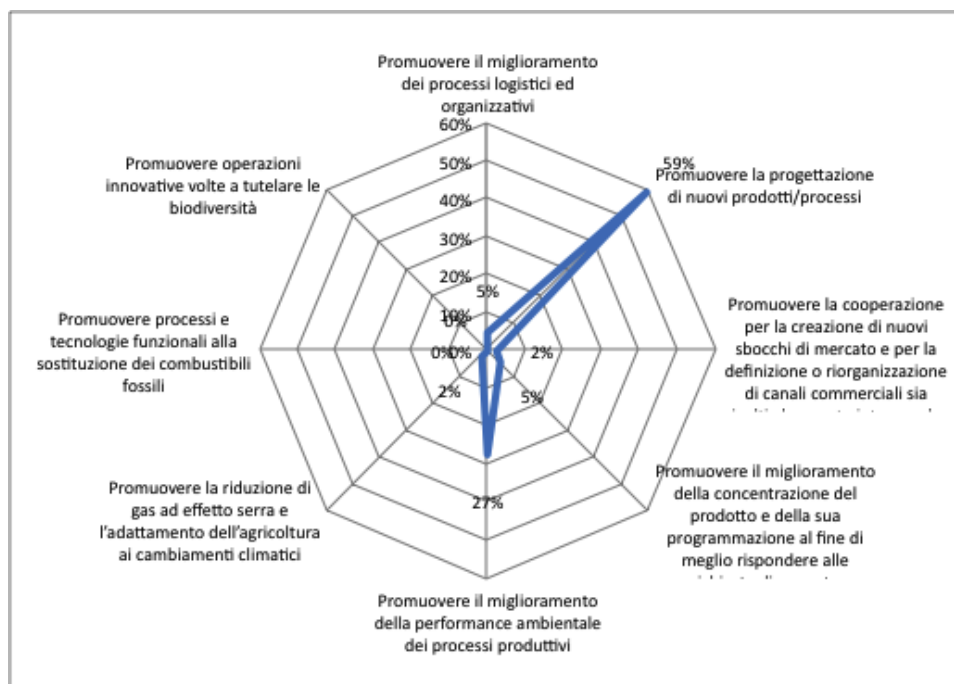 Promuovere il miglioramento
dei processi logistici ed
organizzativi
60%
50%
40%
30%
20%
10%
0%
59%
Promuovere la progettazione
di nuovi prodotti/processi
Promuovere operazioni
innovative volte a tutelare le
biodiversità
5%
0%
0%
2%
Promuovere la cooperazione
per la creazione di nuovi
sbocchi di mercato e per la
definizione o riorganizzazione
di canali commerciali sia
Promuovere processi e
tecnologie funzionali alla
sostituzione dei combustibili
fossili
2%
5%
Promuovere il miglioramento
della concentrazione del
prodotto e della sua
programmazione al fine di
meglio rispondere alle
Promuovere la riduzione di
gas ad effetto serra e
l'adattamento dell'agricoltura
ai cambiamenti climatici
27%
Promuovere il miglioramento
della performance ambientale
dei processi produttivi